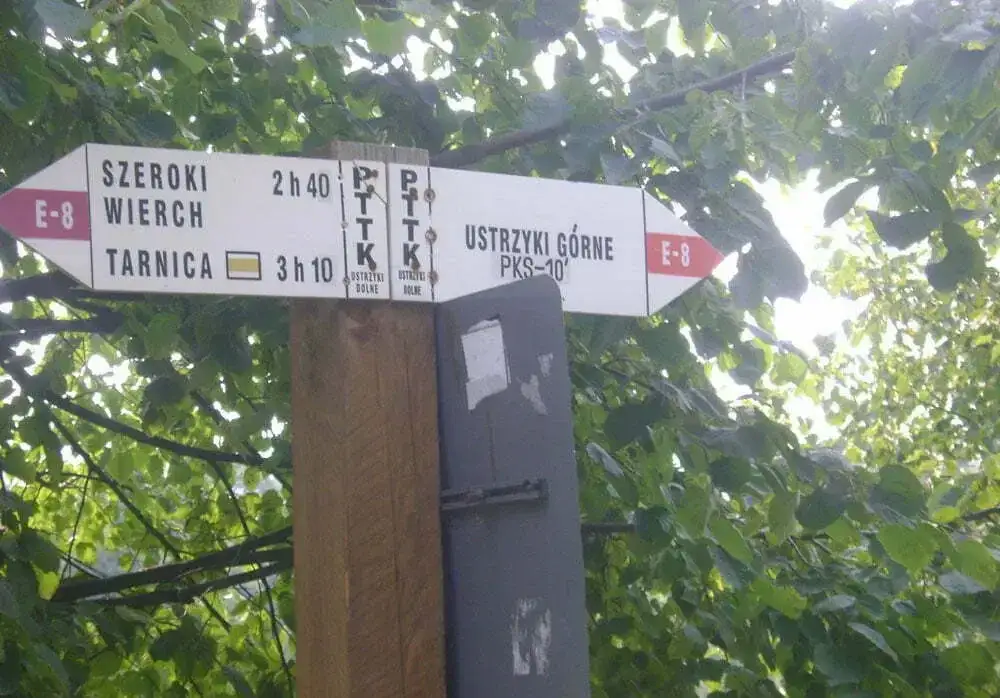 E-8
SZEROKI 2 h 40
WIERCH
TARNICA 3 h 10
PTTK
USTRZYKI
DOLNE
PTTK
USTRZYKI
DOLNE
USTRZYKI GÓRNE
PKS-10'
E-8